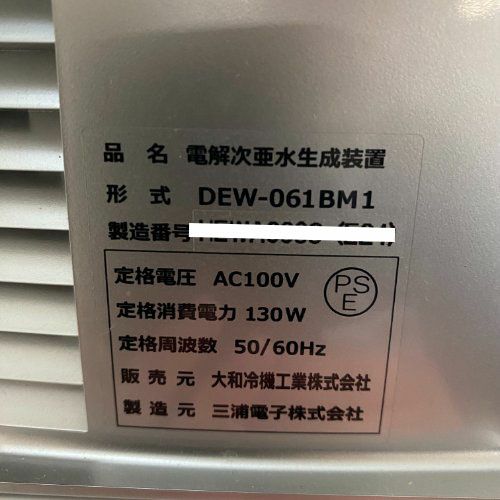 品名 電解次亜水生成装置
形式 DEW-061BM1
製造番号
定格電圧 AC100V
定格消費電力 130W
定格周波数 50/60Hz
PSE
販売元 大和冷機工業株式会社
製造元 三浦電子株式会社